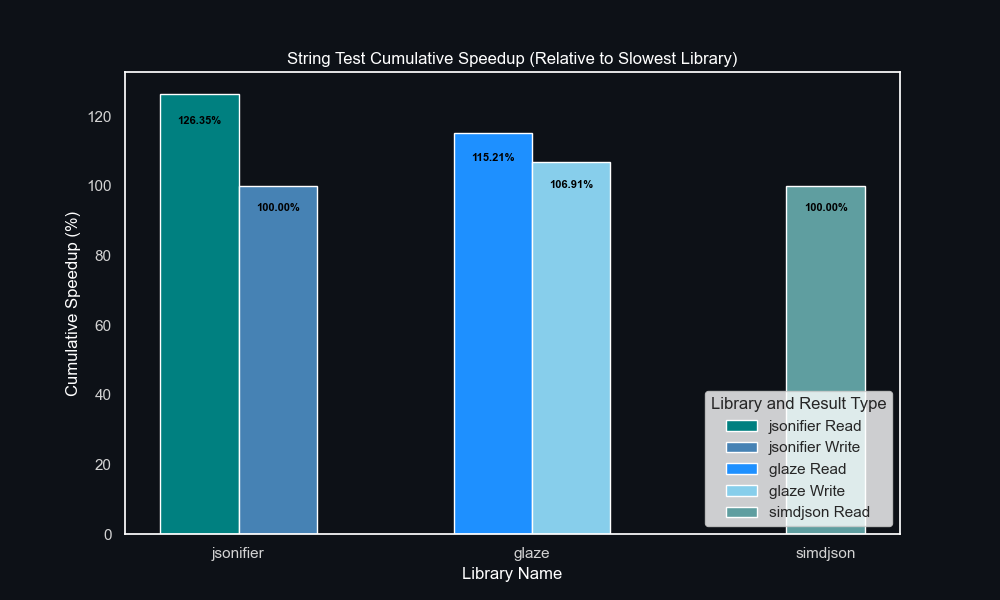 String Test Cumulative Speedup (Relative to Slowest Library)
Cumulative Speedup (%)
120
100
80
60
40
20
0
126.35%
100.00%
115.21%
106.91%
100.00%
Library and Result Type
jsonifier Read
jsonifier Write
glaze Read
glaze Write
simdjson Read
jsonifier
glaze
simdjson
Library Name